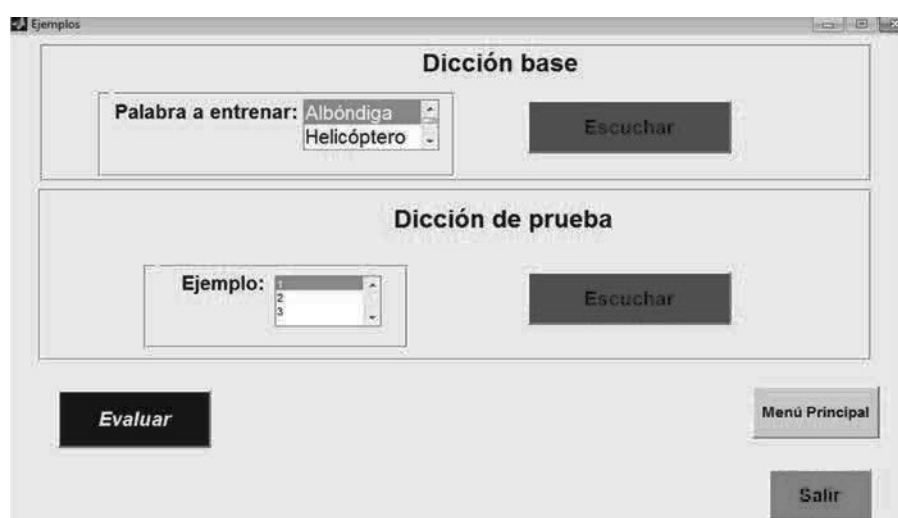 Ejemplos
Dicción base
Palabra a entrenar: Albóndiga
Helicóptero
Escuchar
Dicción de prueba
Ejemplo: 1
2
3
Escuchar
Evaluar
Menú Principal
Salir